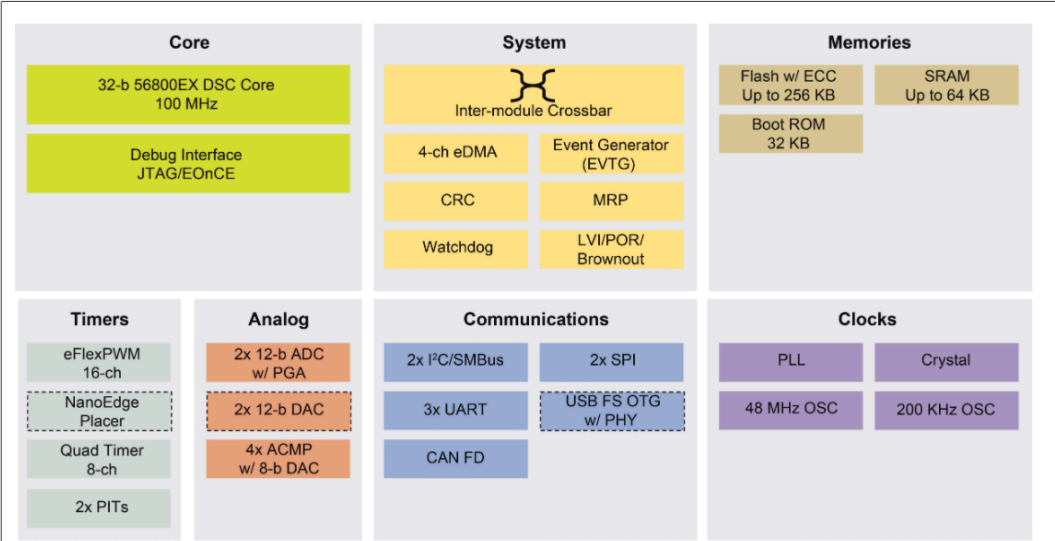 Core
32-b 56800EX DSC Core
100 MHz
Debug Interface
JTAG/EOnCE
System
Inter-module Crossbar
4-ch eDMA
Event Generator
(EVTG)
CRC
MRP
Watchdog
LVI/POR/
Brownout
Memories
Flash w/ ECC
Up to 256 KB
SRAM
Up to 64 KB
Boot ROM
32 KB
Timers
eFlexPWM
16-ch
NanoEdge
Placer
Quad Timer
8-ch
2x PITs
Analog
2x 12-b ADC
w/ PGA
2x 12-b DAC
4x ACMP
w/ 8-b DAC
Communications
2x I²C/SMBus
2x SPI
3x UART
USB FS OTG
w/ PHY
CAN FD
Clocks
PLL
Crystal
48 MHz OSC
200 KHz OSC